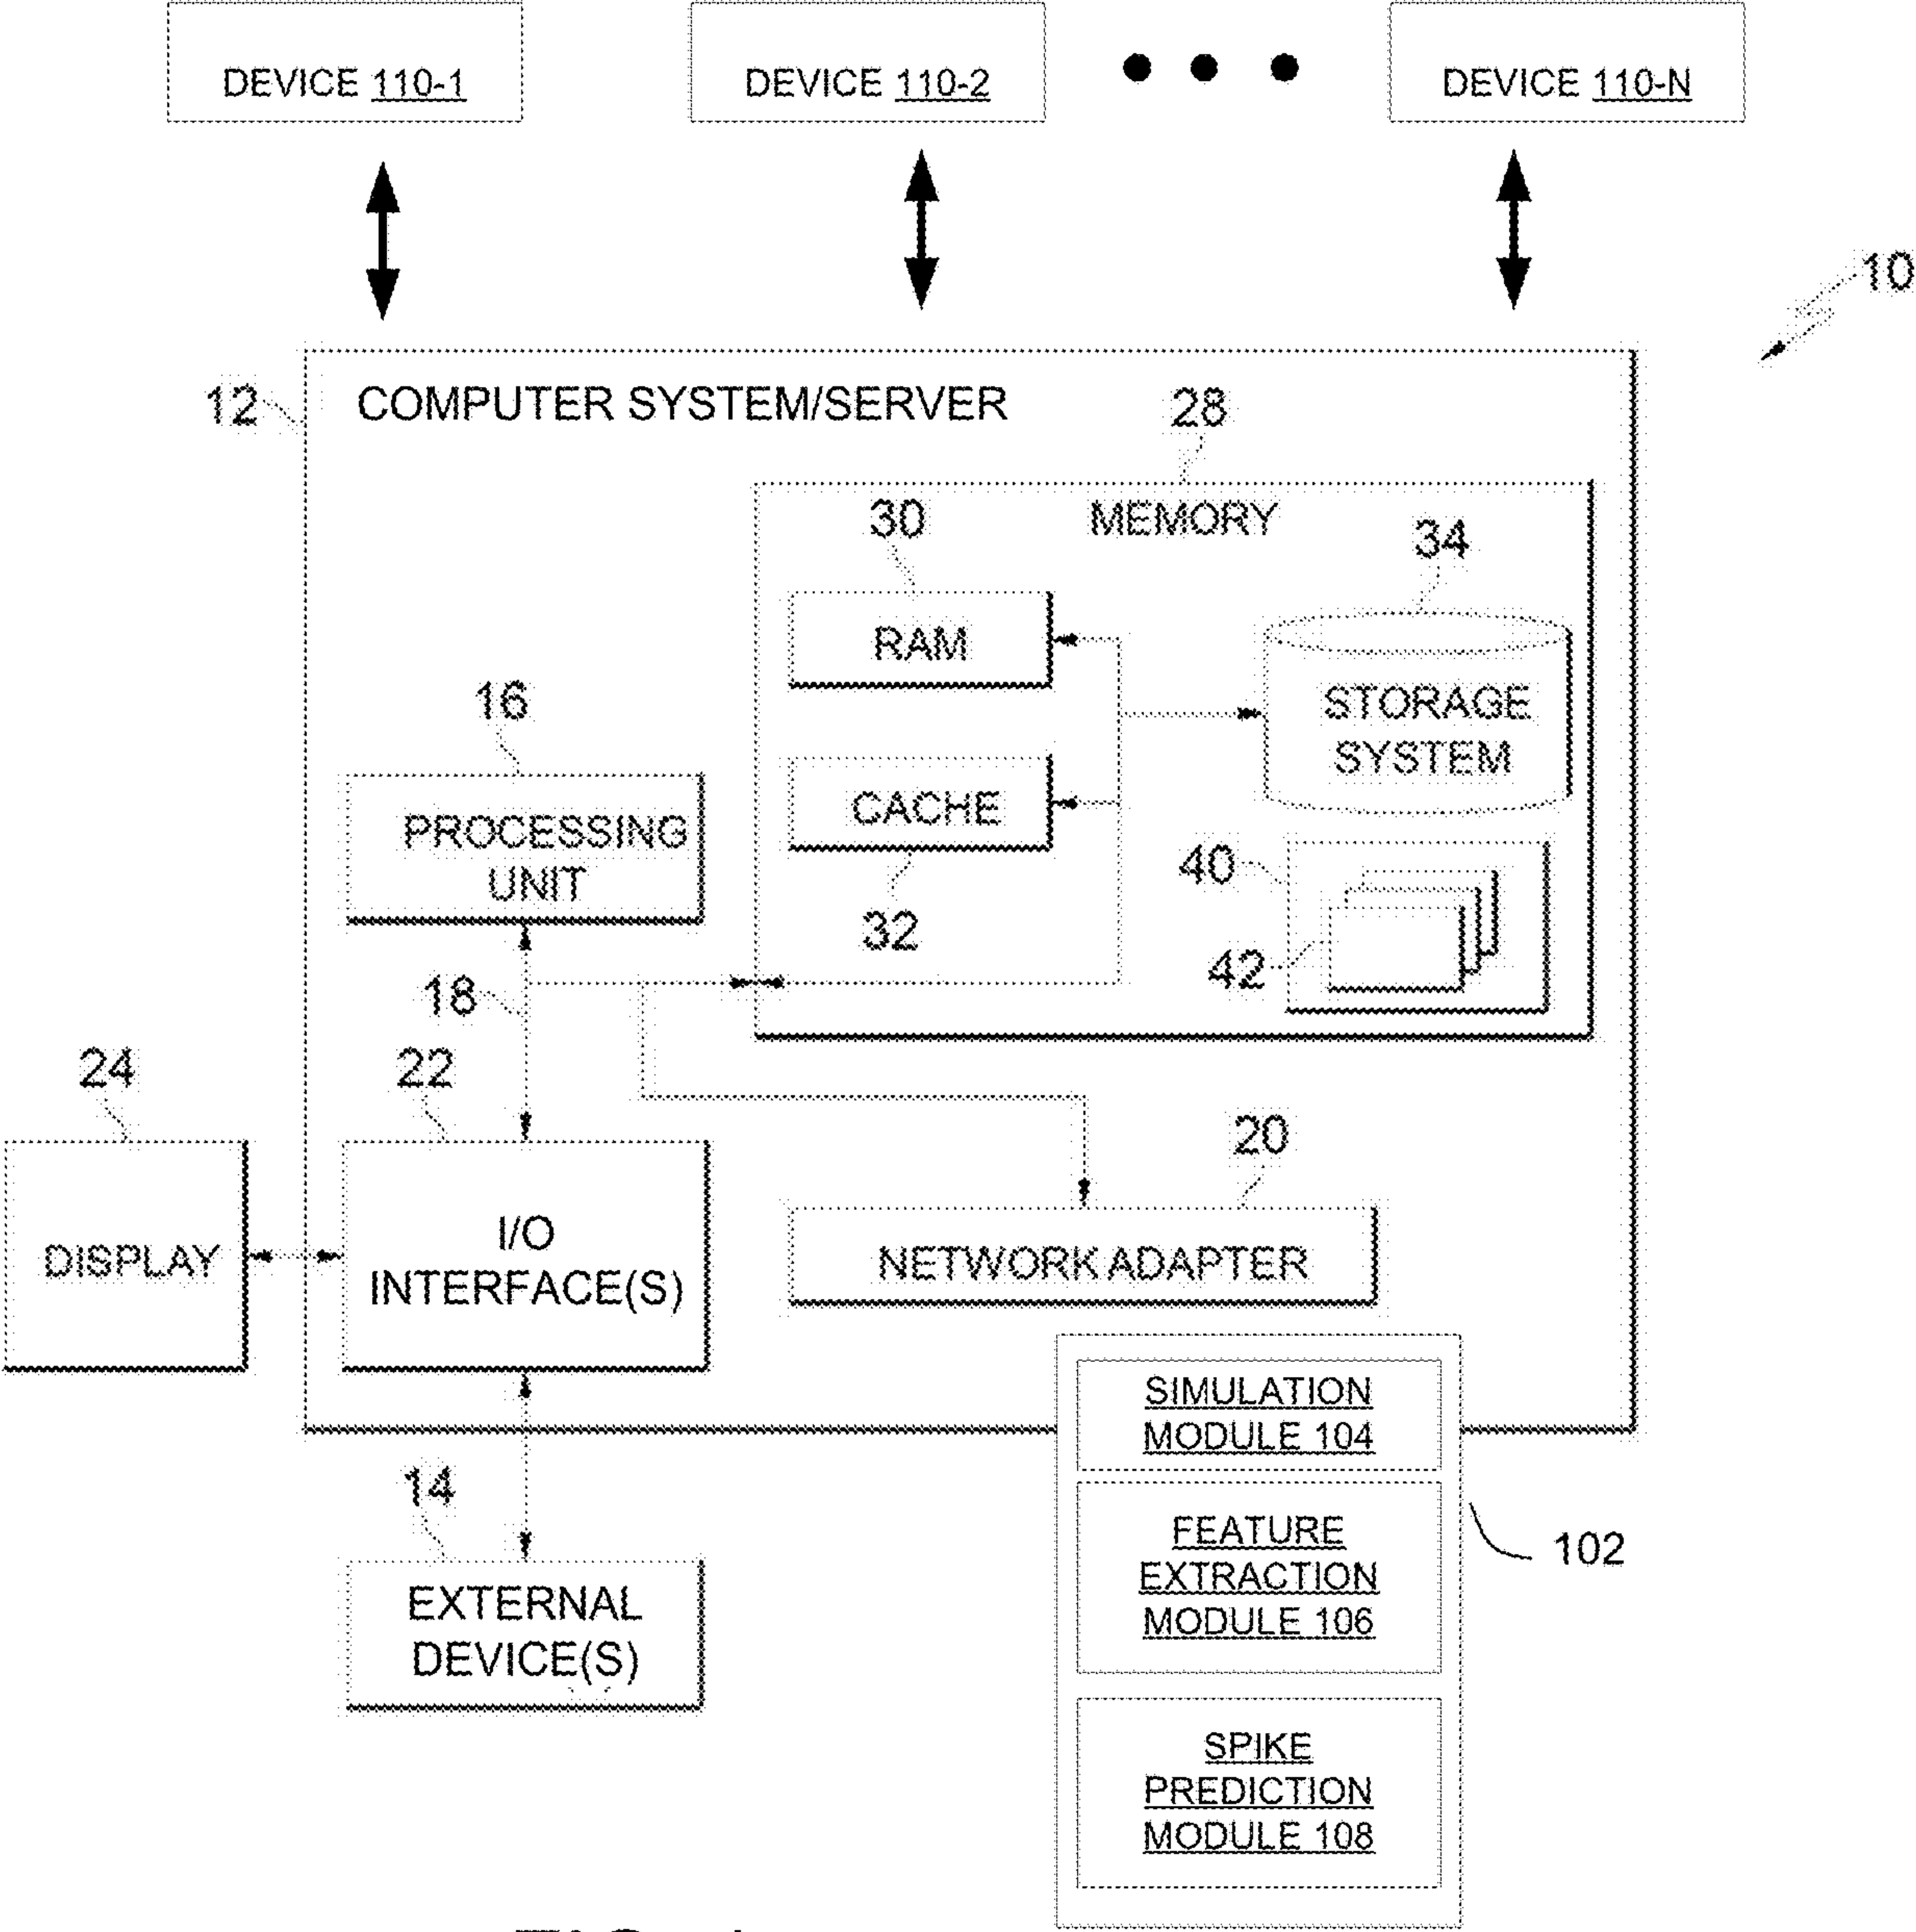 DEVICE 110-1
DEVICE 110-2
DEVICE 110-N
10
12
COMPUTER SYSTEM/SERVER
28
MEMORY
30
34
RAM
STORAGE
SYSTEM
16
PROCESSING
UNIT
CACHE
32
40
42
18
24
22
20
DISPLAY
I/O
INTERFACE(S)
NETWORK ADAPTER
SIMULATION
MODULE 104
14
FEATURE
EXTRACTION
MODULE 106
102
EXTERNAL
DEVICE(S)
SPIKE
PREDICTION
MODULE 108